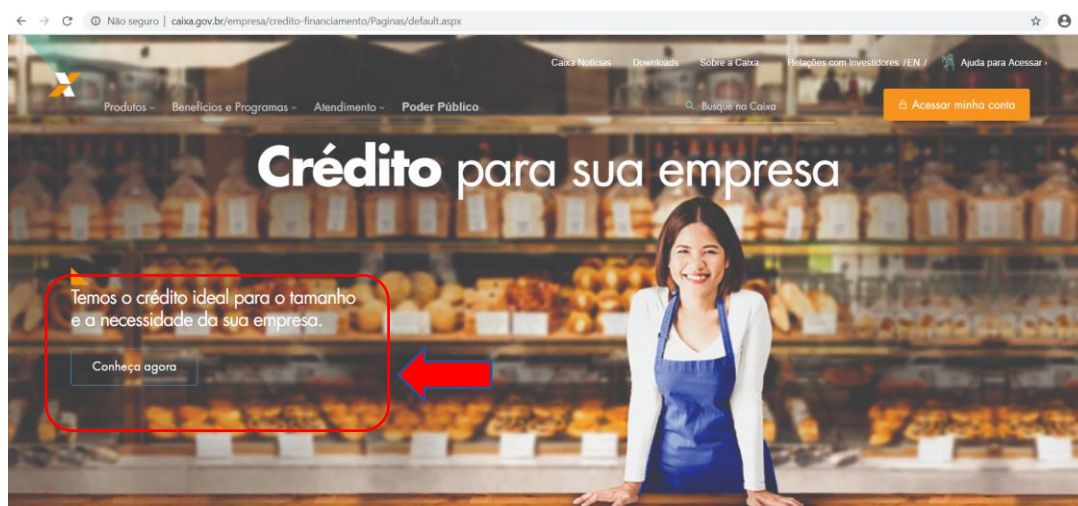 Não seguro | caixa.gov.br/empresa/credito-financiamento/Paginas/default.aspx
Caixa Notícias Downloads Sobre a Caixa Relações com Investidores /EN / Ajuda para Acessar
Produtos Benefícios e Programas Atendimento Poder Público Busque na Caixa Acessar minha conta
Crédito para sua empresa
Temos o crédito ideal para o tamanho
e a necessidade da sua empresa.
Conheça agora